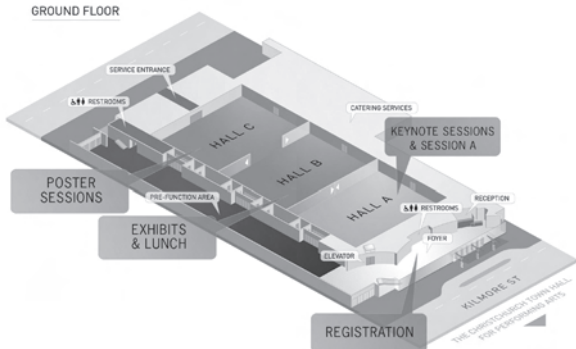 GROUND FLOOR
SERVICE ENTRANCE
RESTROOMS
CATERING SERVICES
HALL C
KEYNOTE SESSIONS
& SESSION A
HALL B
POSTER
SESSIONS
PRE-FUNCTION AREA
HALL A
RECEPTION
RESTROOMS
EXHIBITS
& LUNCH
FOYER
ELEVATOR
KILMORE ST
REGISTRATION
THE CHRISTCHURCH TOWN HALL
FOR PERFORMING ARTS